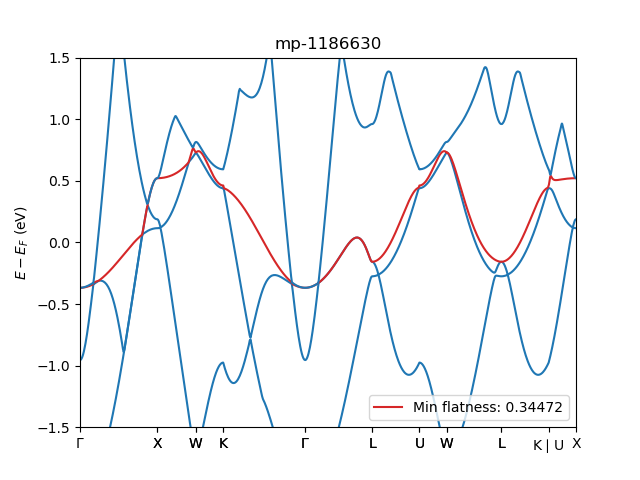 mp-1186630
1.5
1.0
0.5
0.0
−0.5
−1.0
−1.5
E − E_F (eV)
Min flatness: 0.34472
Γ X W K Γ L U W L K | U X